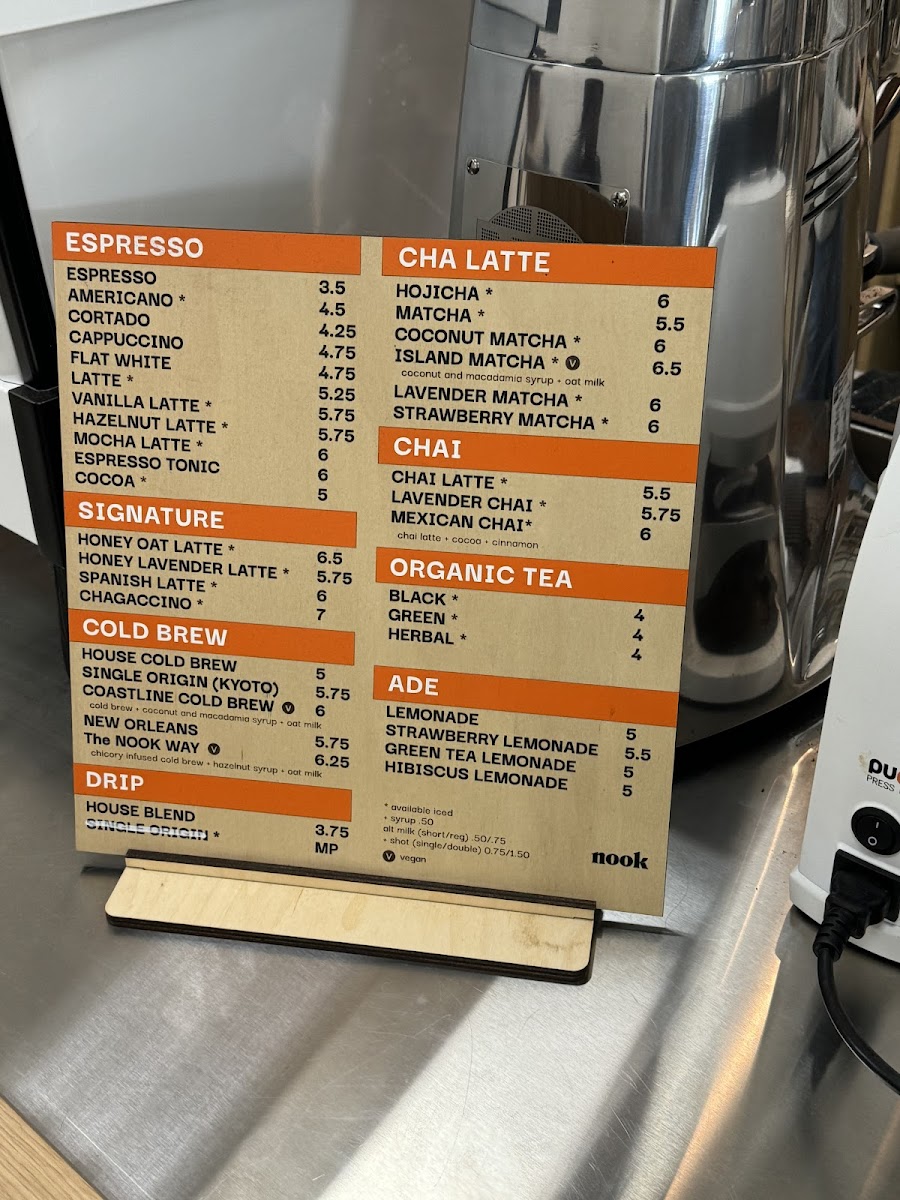 ESPRESSO
ESPRESSO 3.5
AMERICANO * 4.5
CORTADO 4.25
CAPPUCCINO 4.75
FLAT WHITE 4.75
LATTE * 5.25
VANILLA LATTE * 5.75
HAZELNUT LATTE * 5.75
MOCHA LATTE * 6
ESPRESSO TONIC 6
COCOA * 5
SIGNATURE
HONEY OAT LATTE * 6.5
HONEY LAVENDER LATTE * 5.75
SPANISH LATTE * 6
CHAGACCINO * 7
COLD BREW
HOUSE COLD BREW 5
SINGLE ORIGIN (KYOTO) 5.75
COASTLINE COLD BREW V 6
cold brew + coconut and macadamia syrup + oat milk
NEW ORLEANS 5.75
The NOOK WAY V 6.25
chicory infused cold brew + hazelnut syrup + oat milk
DRIP
HOUSE BLEND 3.75
SINGLE ORIGIN * MP
CHA LATTE
HOJICHA * 6
MATCHA * 5.5
COCONUT MATCHA * 6
ISLAND MATCHA * V 6.5
coconut and macadamia syrup + oat milk
LAVENDER MATCHA * 6
STRAWBERRY MATCHA * 6
CHAI
CHAI LATTE * 5.5
LAVENDER CHAI * 5.75
MEXICAN CHAI* 6
chai latte + cocoa + cinnamon
ORGANIC TEA
BLACK * 4
GREEN * 4
HERBAL * 4
ADE
LEMONADE 5
STRAWBERRY LEMONADE 5.5
GREEN TEA LEMONADE 5
HIBISCUS LEMONADE 5
* available iced
+ syrup .50
alt milk (short/reg) .50/.75
+ shot (single/double) 0.75/1.50
V vegan
nook
PRESS